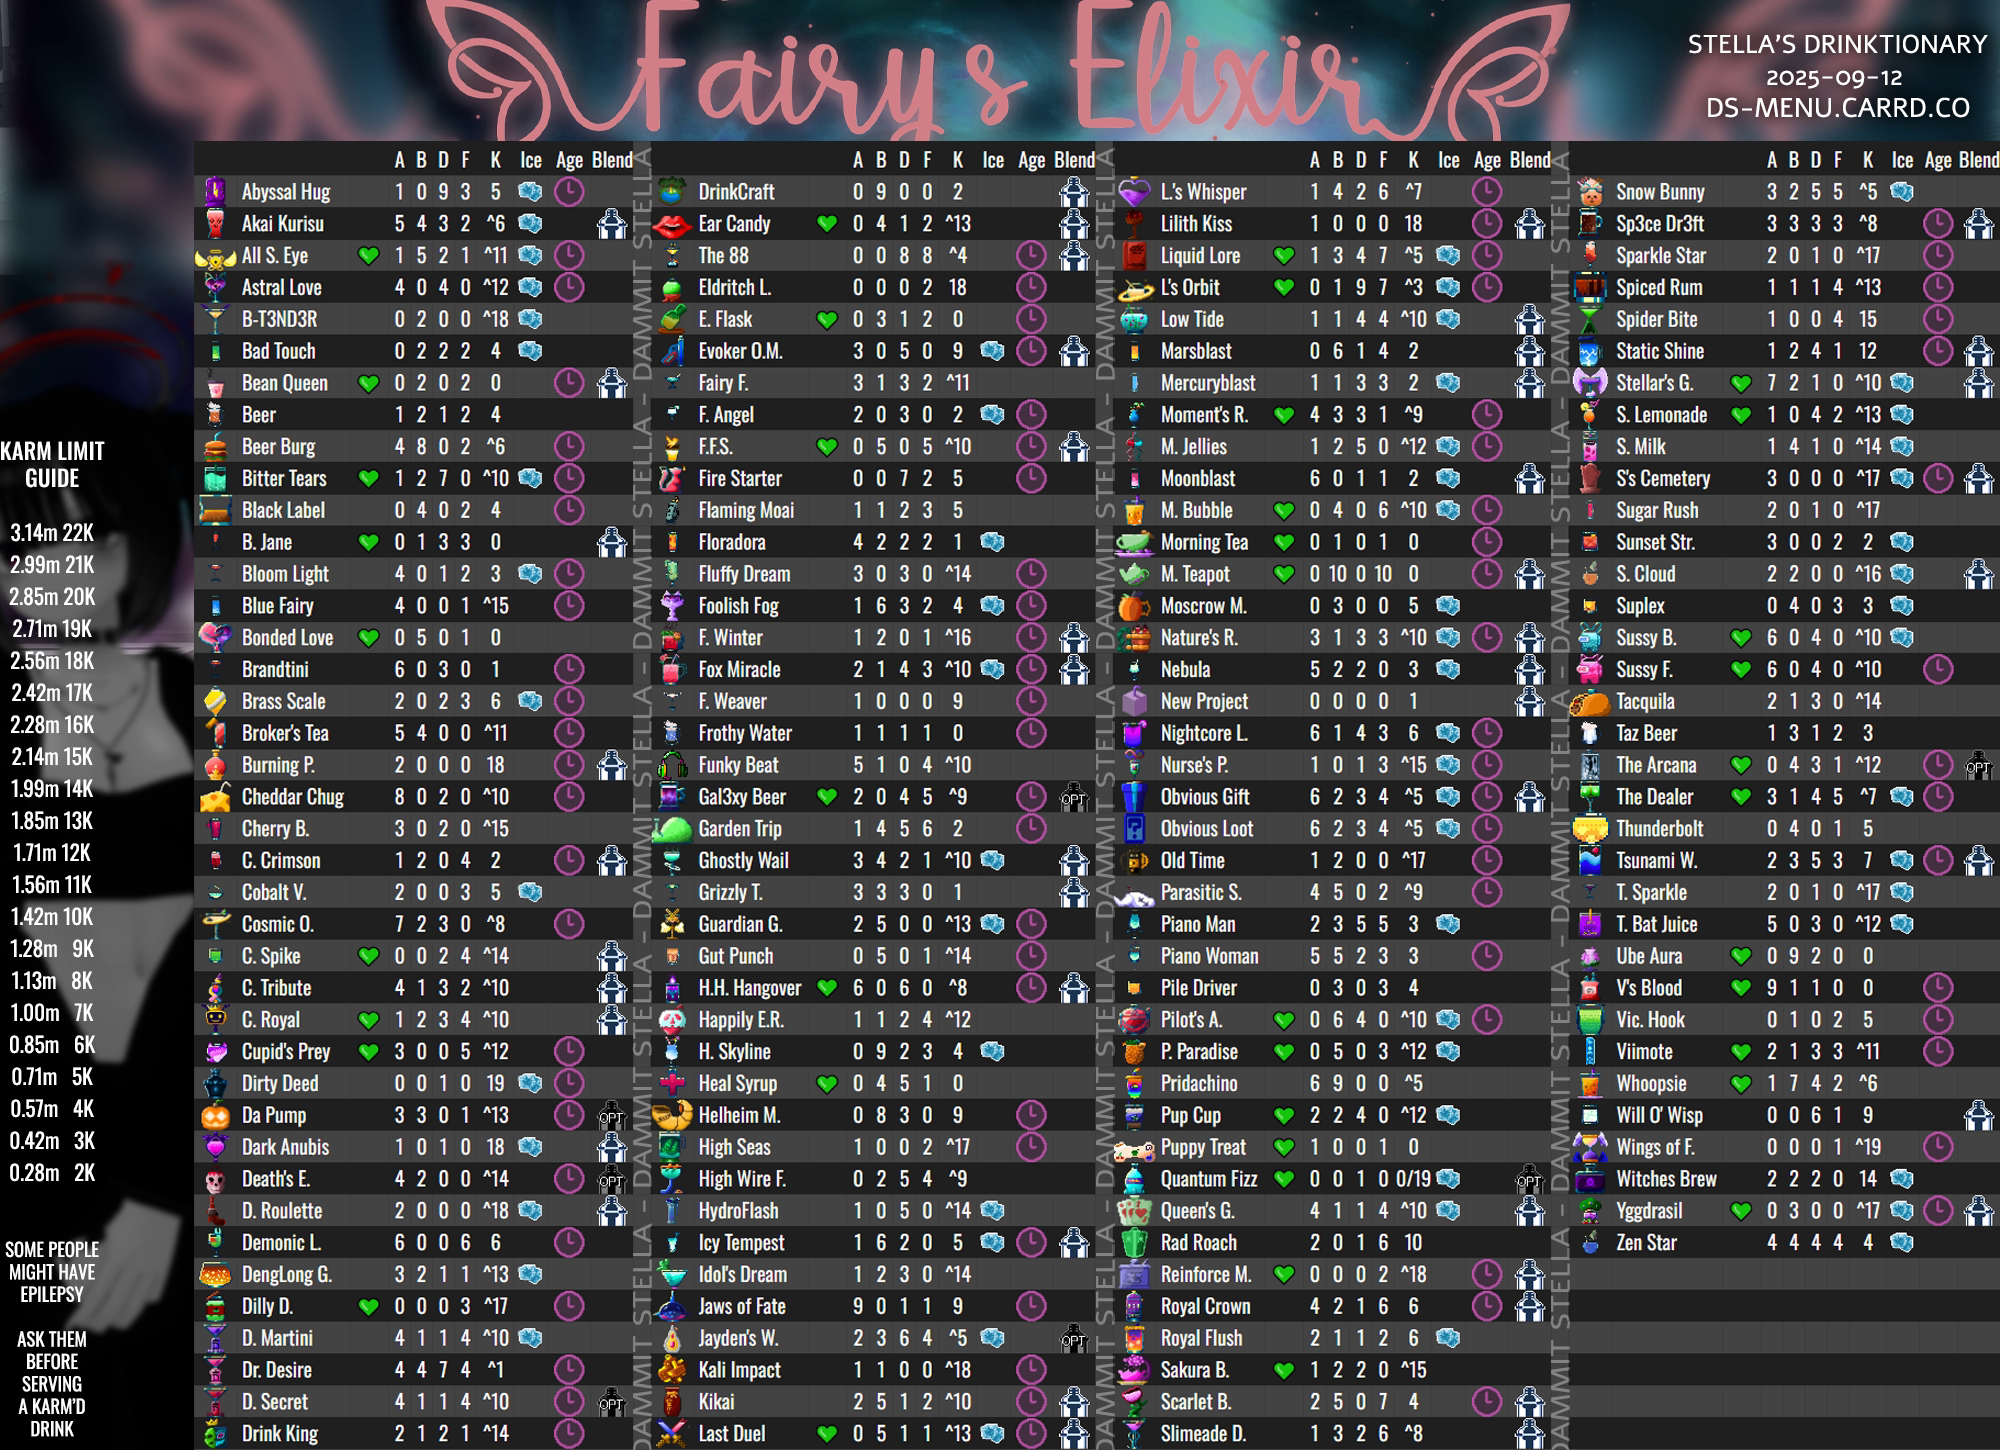 Fairy's Elixir
STELLA'S DRINKTIONARY
2025-09-12
DS-MENU.CARRD.CO
KARM LIMIT
GUIDE
3.14m 22K
2.99m 21K
2.85m 20K
2.71m 19K
2.56m 18K
2.42m 17K
2.28m 16K
2.14m 15K
1.99m 14K
1.85m 13K
1.71m 12K
1.56m 11K
1.42m 10K
1.28m 9K
1.13m 8K
1.00m 7K
0.85m 6K
0.71m 5K
0.57m 4K
0.42m 3K
0.28m 2K
SOME PEOPLE
MIGHT HAVE
EPILEPSY
ASK THEM
BEFORE
SERVING
A KARM'D
DRINK
A B D F K Ice Age Blend
Abyssal Hug 1 0 9 3 5
Akai Kurisu 5 4 3 2 ^6
All S. Eye 1 5 2 1 ^11
Astral Love 4 0 4 0 ^12
B-T3ND3R 0 2 0 0 ^18
Bad Touch 0 2 2 2 4
Bean Queen 0 2 0 2 0
Beer 1 2 1 2 4
Beer Burg 4 8 0 2 ^6
Bitter Tears 1 2 7 0 ^10
Black Label 0 4 0 2 4
B. Jane 0 1 3 3 0
Bloom Light 4 0 1 2 3
Blue Fairy 4 0 0 1 ^15
Bonded Love 0 5 0 1 0
Brandtini 6 0 3 0 1
Brass Scale 2 0 2 3 6
Broker's Tea 5 4 0 0 ^11
Burning P. 2 0 0 0 18
Cheddar Chug 8 0 2 0 ^10
Cherry B. 3 0 2 0 ^15
C. Crimson 1 2 0 4 2
Cobalt V. 2 0 0 3 5
Cosmic O. 7 2 3 0 ^8
C. Spike 0 0 2 4 ^14
C. Tribute 4 1 3 2 ^10
C. Royal 1 2 3 4 ^10
Cupid's Prey 3 0 0 5 ^12
Dirty Deed 0 0 1 0 19
Da Pump 3 3 0 1 ^13 OPT
Dark Anubis 1 0 1 0 18
Death's E. 4 2 0 0 ^14 OPT
D. Roulette 2 0 0 0 ^18
Demonic L. 6 0 0 6 6
DengLong G. 3 2 1 1 ^13
Dilly D. 0 0 0 3 ^17
D. Martini 4 1 1 4 ^10
Dr. Desire 4 4 7 4 ^1
D. Secret 4 1 1 4 ^10 OPT
Drink King 2 1 2 1 ^14
DAMMIT STELLA - DAMMIT STELLA - DAMMIT STELLA - DAMMIT STELLA
A B D F K Ice Age Blend
DrinkCraft 0 9 0 0 2
Ear Candy 0 4 1 2 ^13
The 88 0 0 8 8 ^4
Eldritch L. 0 0 0 2 18
E. Flask 0 3 1 2 0
Evoker O.M. 3 0 5 0 9
Fairy F. 3 1 3 2 ^11
F. Angel 2 0 3 0 2
F.F.S. 0 5 0 5 ^10
Fire Starter 0 0 7 2 5
Flaming Moai 1 1 2 3 5
Floradora 4 2 2 2 1
Fluffy Dream 3 0 3 0 ^14
Foolish Fog 1 6 3 2 4
F. Winter 1 2 0 1 ^16
Fox Miracle 2 1 4 3 ^10
F. Weaver 1 0 0 0 9
Frothy Water 1 1 1 1 0
Funky Beat 5 1 0 4 ^10
Gal3xy Beer 2 0 4 5 ^9 OPT
Garden Trip 1 4 5 6 2
Ghostly Wail 3 4 2 1 ^10
Grizzly T. 3 3 3 0 1
Guardian G. 2 5 0 0 ^13
Gut Punch 0 5 0 1 ^14
H.H. Hangover 6 0 6 0 ^8
Happily E.R. 1 1 2 4 ^12
H. Skyline 0 9 2 3 4
Heal Syrup 0 4 5 1 0
Helheim M. 0 8 3 0 9
High Seas 1 0 0 2 ^17
High Wire F. 0 2 5 4 ^9
HydroFlash 1 0 5 0 ^14
Icy Tempest 1 6 2 0 5
Idol's Dream 1 2 3 0 ^14
Jaws of Fate 9 0 1 1 9
Jayden's W. 2 3 6 4 ^5 OPT
Kali Impact 1 1 0 0 ^18
Kikai 2 5 1 2 ^10
Last Duel 0 5 1 1 ^13
DAMMIT STELLA - DAMMIT STELLA - DAMMIT STELLA - DAMMIT STELLA
A B D F K Ice Age Blend
L.'s Whisper 1 4 2 6 ^7
Lilith Kiss 1 0 0 0 18
Liquid Lore 1 3 4 7 ^5
L's Orbit 0 1 9 7 ^3
Low Tide 1 1 4 4 ^10
Marsblast 0 6 1 4 2
Mercuryblast 1 1 3 3 2
Moment's R. 4 3 3 1 ^9
M. Jellies 1 2 5 0 ^12
Moonblast 6 0 1 1 2
M. Bubble 0 4 0 6 ^10
Morning Tea 0 1 0 1 0
M. Teapot 0 10 0 10 0
Moscrow M. 0 3 0 0 5
Nature's R. 3 1 3 3 ^10
Nebula 5 2 2 0 3
New Project 0 0 0 0 1
Nightcore L. 6 1 4 3 6
Nurse's P. 1 0 1 3 ^15
Obvious Gift 6 2 3 4 ^5
Obvious Loot 6 2 3 4 ^5
Old Time 1 2 0 0 ^17
Parasitic S. 4 5 0 2 ^9
Piano Man 2 3 5 5 3
Piano Woman 5 5 2 3 3
Pile Driver 0 3 0 3 4
Pilot's A. 0 6 4 0 ^10
P. Paradise 0 5 0 3 ^12
Pridachino 6 9 0 0 ^5
Pup Cup 2 2 4 0 ^12
Puppy Treat 1 0 0 1 0
Quantum Fizz 0 0 1 0 0/19 OPT
Queen's G. 4 1 1 4 ^10
Rad Roach 2 0 1 6 10
Reinforce M. 0 0 0 2 ^18
Royal Crown 4 2 1 6 6
Royal Flush 2 1 1 2 6
Sakura B. 1 2 2 0 ^15
Scarlet B. 2 5 0 7 4
Slimeade D. 1 3 2 6 ^8
DAMMIT STELLA - DAMMIT STELLA - DAMMIT STELLA - DAMMIT STELLA
A B D F K Ice Age Blend
Snow Bunny 3 2 5 5 ^5
Sp3ce Dr3ft 3 3 3 3 ^8
Sparkle Star 2 0 1 0 ^17
Spiced Rum 1 1 1 4 ^13
Spider Bite 1 0 0 4 15
Static Shine 1 2 4 1 12
Stellar's G. 7 2 1 0 ^10
S. Lemonade 1 0 4 2 ^13
S. Milk 1 4 1 0 ^14
S's Cemetery 3 0 0 0 ^17
Sugar Rush 2 0 1 0 ^17
Sunset Str. 3 0 0 2 2
S. Cloud 2 2 0 0 ^16
Suplex 0 4 0 3 3
Sussy B. 6 0 4 0 ^10
Sussy F. 6 0 4 0 ^10
Tacquila 2 1 3 0 ^14
Taz Beer 1 3 1 2 3
The Arcana 0 4 3 1 ^12 OPT
The Dealer 3 1 4 5 ^7
Thunderbolt 0 4 0 1 5
Tsunami W. 2 3 5 3 7
T. Sparkle 2 0 1 0 ^17
T. Bat Juice 5 0 3 0 ^12
Ube Aura 0 9 2 0 0
V's Blood 9 1 1 0 0
Vic. Hook 0 1 0 2 5
Viimote 2 1 3 3 ^11
Whoopsie 1 7 4 2 ^6
Will O' Wisp 0 0 6 1 9
Wings of F. 0 0 0 1 ^19
Witches Brew 2 2 2 0 14
Yggdrasil 0 3 0 0 ^17
Zen Star 4 4 4 4 4